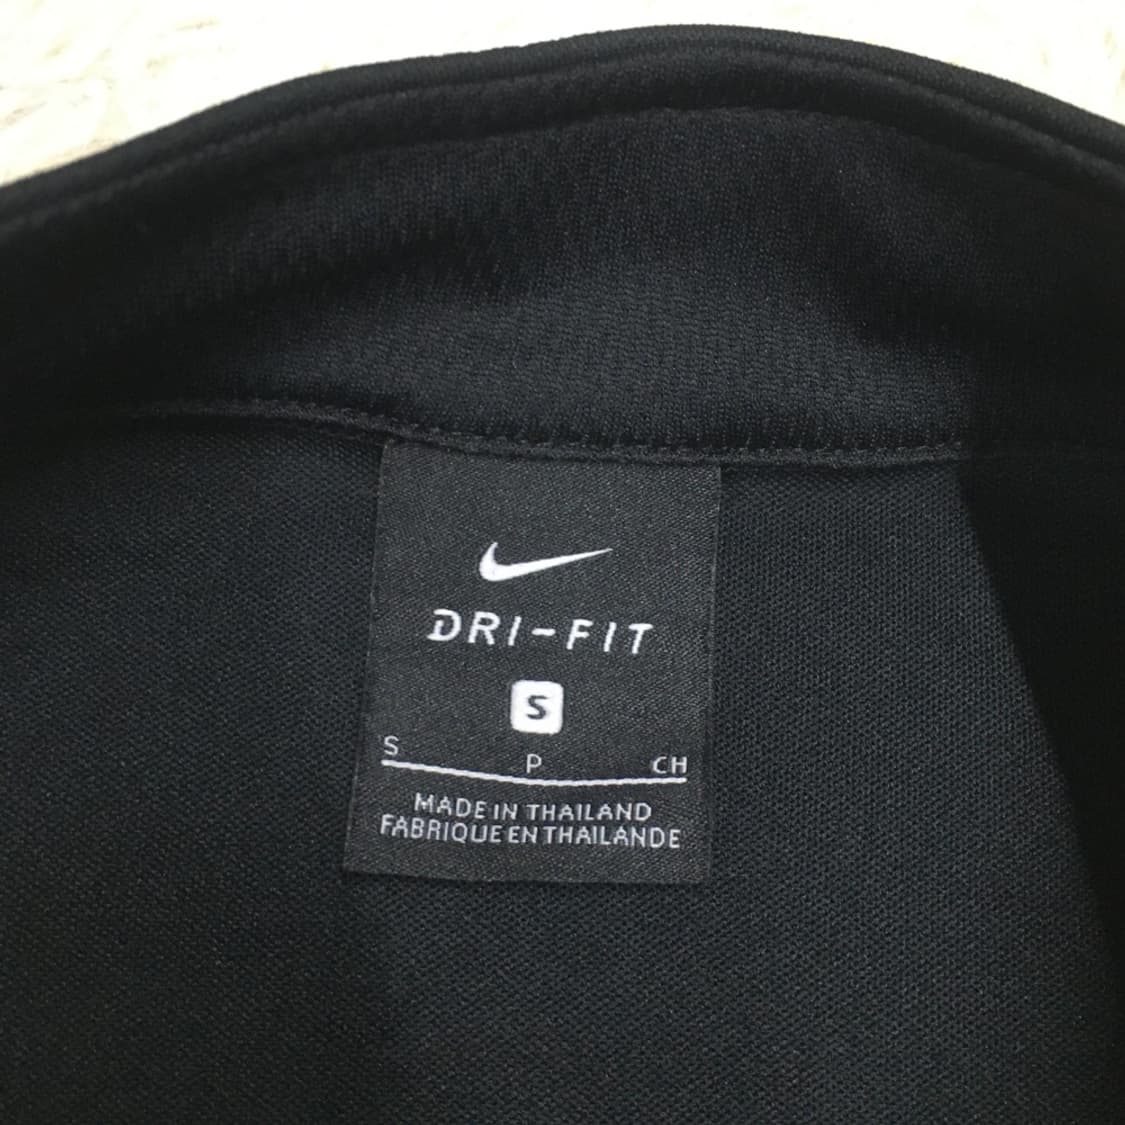 DRI-FIT
S
S P CH
MADE IN THAILAND
FABRIQUE EN THAILANDE